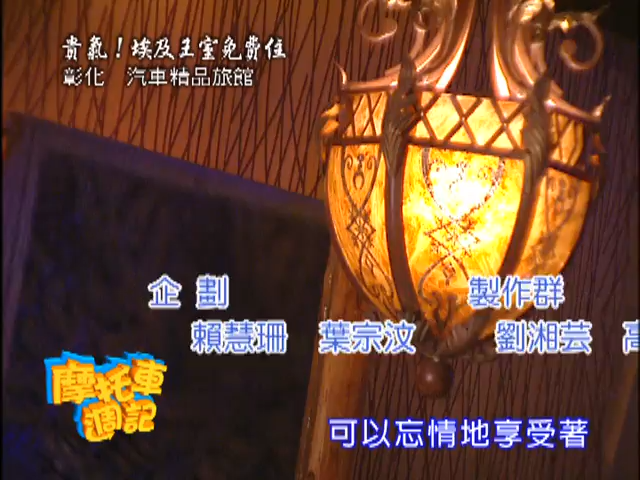 貴氣！埃及王室免費住
彰化 汽車精品旅館
企劃 製作群
賴慧珊 葉宗汶 劉湘芸 高
摩托車
週記
可以忘情地享受著